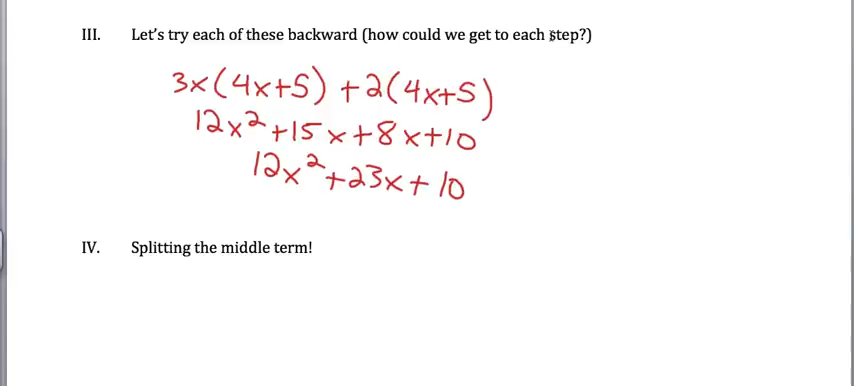 III. Let's try each of these backward (how could we get to each step?)
3x(4x+5) +2(4x+5)
12x²+15x+8x+10
12x²+23x+10
IV. Splitting the middle term!